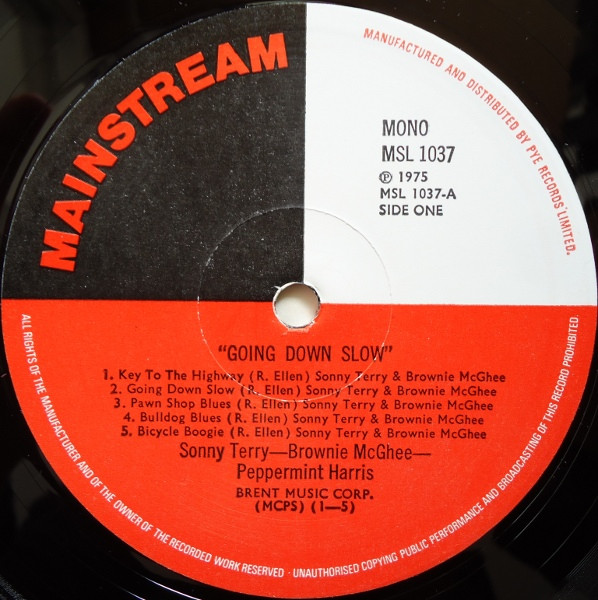 MAINSTREAM
MANUFACTURED AND DISTRIBUTED BY PYE RECORDS LIMITED.
MONO
MSL 1037
℗ 1975
MSL 1037-A
SIDE ONE
"GOING DOWN SLOW"
1. Key To The Highway (R. Ellen) Sonny Terry & Brownie McGhee
2. Going Down Slow (R. Ellen) Sonny Terry & Brownie McGhee
3. Pawn Shop Blues (R. Ellen) Sonny Terry & Brownie McGhee
4. Bulldog Blues (R. Ellen) Sonny Terry & Brownie McGhee
5. Bicycle Boogie (R. Ellen) Sonny Terry & Brownie McGhee
Sonny Terry—Brownie McGhee—
Peppermint Harris
BRENT MUSIC CORP.
(MCPS) (1—5)
ALL RIGHTS OF THE MANUFACTURER AND OF THE OWNER OF THE RECORDED WORK RESERVED · UNAUTHORISED COPYING PUBLIC PERFORMANCE AND BROADCASTING OF THIS RECORD PROHIBITED.